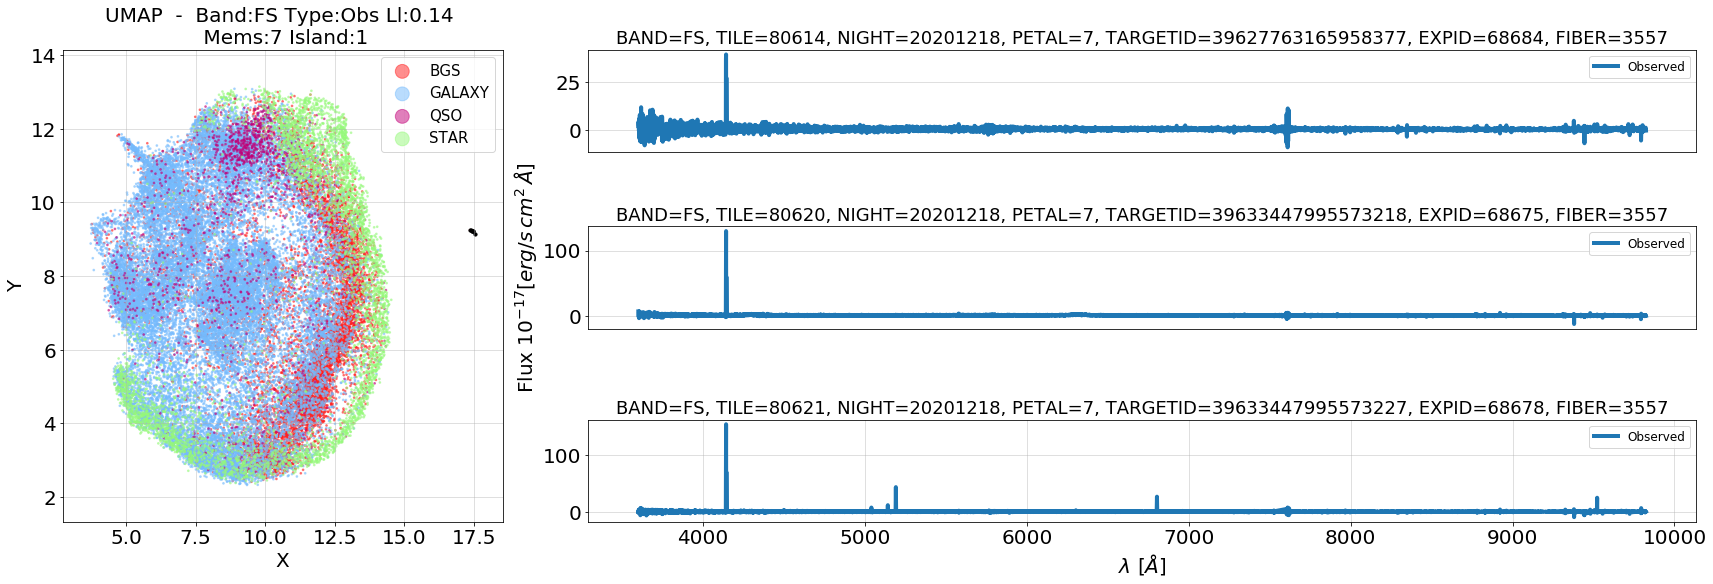 UMAP - Band:FS Type:Obs Ll:0.14
Mems:7 Island:1
BGS
GALAXY
QSO
STAR
14
12
10
8
6
4
2
Y
5.0 7.5 10.0 12.5 15.0 17.5
X
Flux 10⁻¹⁷[erg/s cm² Å]
BAND=FS, TILE=80614, NIGHT=20201218, PETAL=7, TARGETID=39627763165958377, EXPID=68684, FIBER=3557
Observed
25
0
BAND=FS, TILE=80620, NIGHT=20201218, PETAL=7, TARGETID=39633447995573218, EXPID=68675, FIBER=3557
Observed
100
0
BAND=FS, TILE=80621, NIGHT=20201218, PETAL=7, TARGETID=39633447995573227, EXPID=68678, FIBER=3557
Observed
100
0
4000 5000 6000 7000 8000 9000 10000
λ [Å]